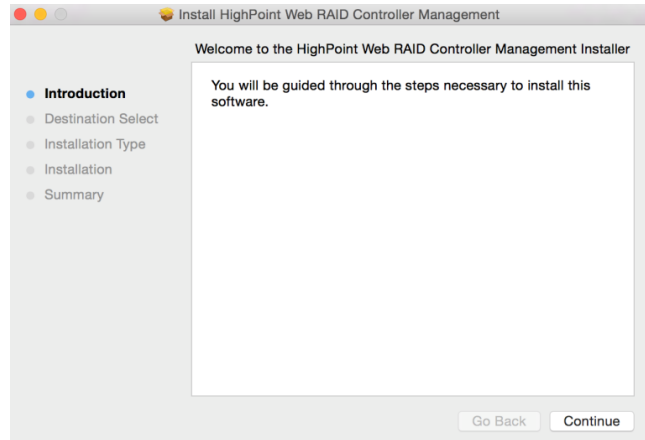 Install HighPoint Web RAID Controller Management
Welcome to the HighPoint Web RAID Controller Management Installer
Introduction
Destination Select
Installation Type
Installation
Summary
You will be guided through the steps necessary to install this
software.
Go Back
Continue